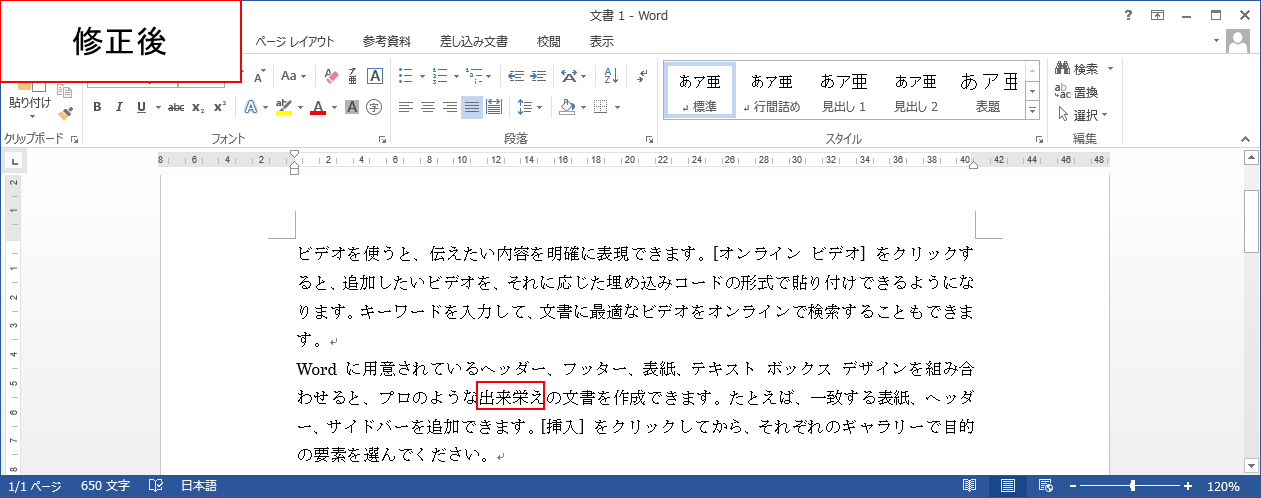 修正後
文書 1 - Word
?
ページ レイアウト 参考資料 差し込み文書 校閲 表示
貼り付け
B I U abc x₂ x² A ab A A 字
Aa ア亜 A
あア亜 あア亜 あア亜 あア亜 あア亜
標準 行間詰め 見出し 1 見出し 2 表題
検索
置換
選択
クリップボード フォント 段落 スタイル 編集
8 6 4 2 2 4 6 8 10 12 14 16 18 20 22 24 26 28 30 32 34 36 38 40 42 44 46 48
2 1 1 2 3 4 5 6 7 8
ビデオを使うと、伝えたい内容を明確に表現できます。[オンライン ビデオ] をクリックす
ると、追加したいビデオを、それに応じた埋め込みコードの形式で貼り付けできるようにな
ります。キーワードを入力して、文書に最適なビデオをオンラインで検索することもできま
す。
Word に用意されているヘッダー、フッター、表紙、テキスト ボックス デザインを組み合
わせると、プロのような出来栄えの文書を作成できます。たとえば、一致する表紙、ヘッダ
ー、サイドバーを追加できます。[挿入] をクリックしてから、それぞれのギャラリーで目的
の要素を選んでください。
1/1 ページ 650 文字 日本語 120%